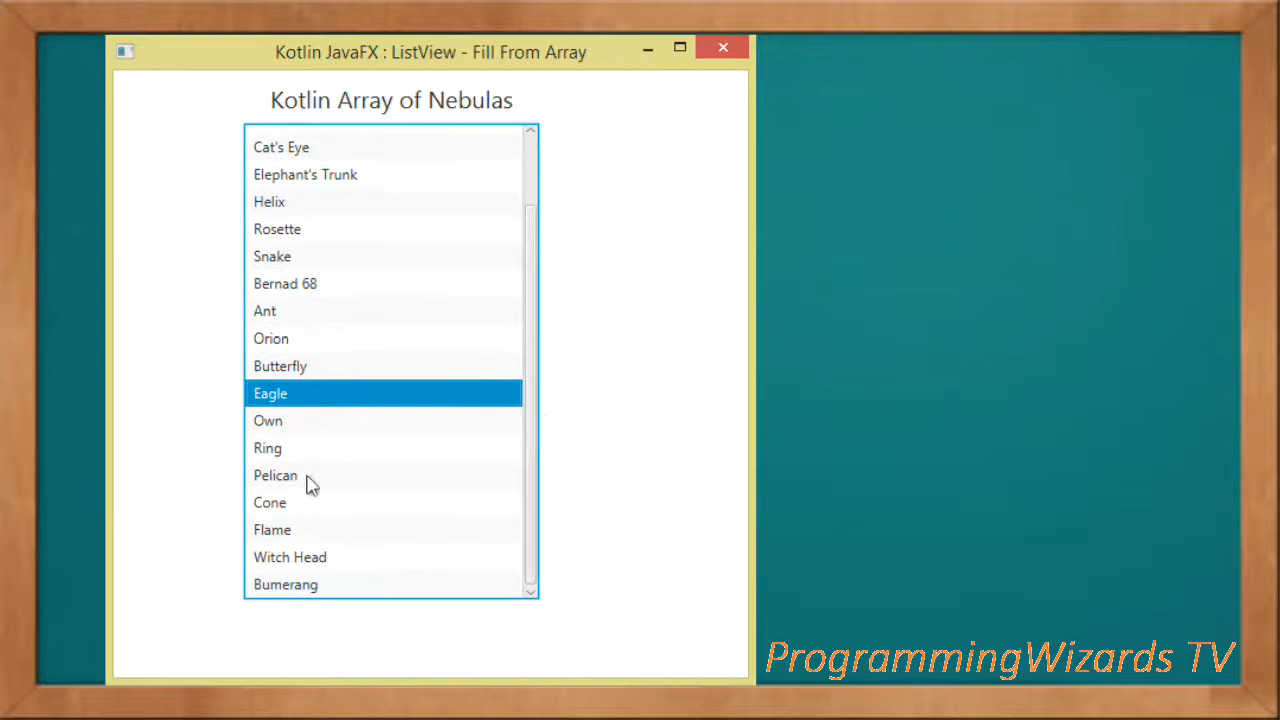 Kotlin JavaFX : ListView - Fill From Array
Kotlin Array of Nebulas
Cat's Eye
Elephant's Trunk
Helix
Rosette
Snake
Bernad 68
Ant
Orion
Butterfly
Eagle
Own
Ring
Pelican
Cone
Flame
Witch Head
Bumerang
ProgrammingWizards TV